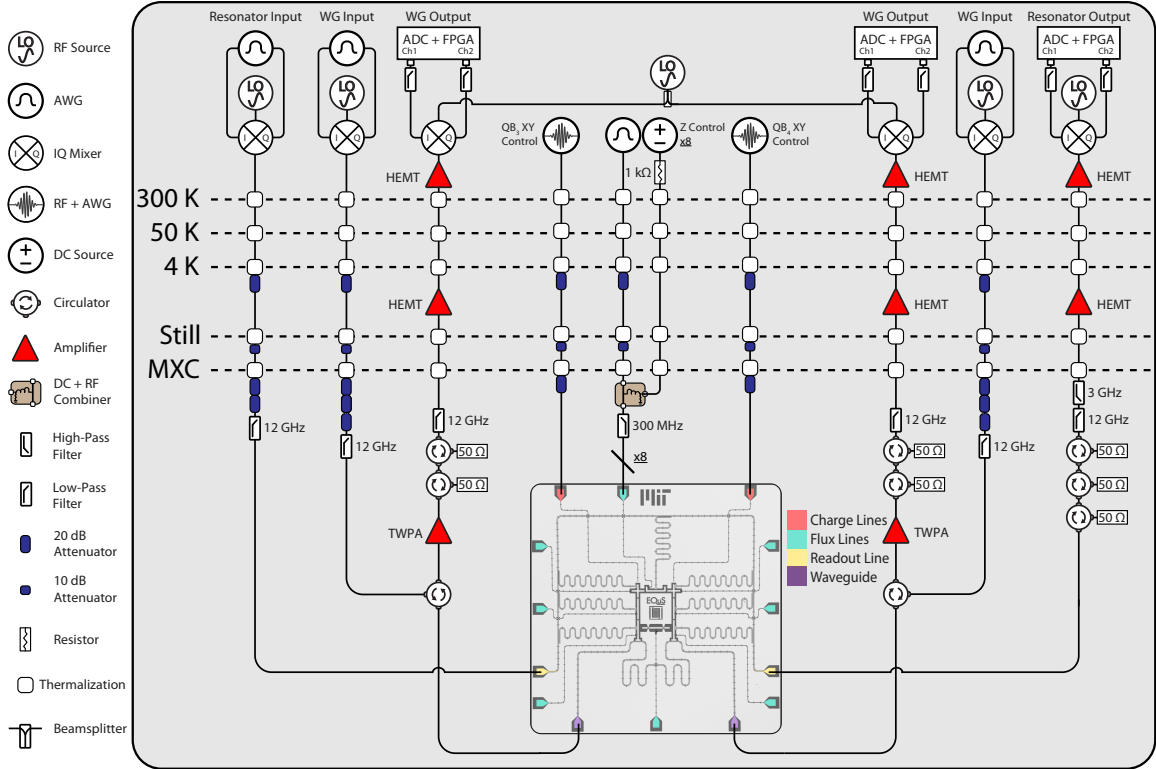 Resonator Input
WG Input
WG Output
WG Output
WG Input
Resonator Output
ADC + FPGA
Ch1 Ch2
ADC + FPGA
Ch1 Ch2
ADC + FPGA
Ch1 Ch2
LO
RF Source
LO
LO
LO
LO
LO
AWG
I Q
IQ Mixer
I Q
I Q
I Q
I Q
I Q
I Q
QB3 XY
Control
Z Control
x8
QB4 XY
Control
1 kΩ
HEMT
HEMT
HEMT
RF + AWG
300 K
50 K
4 K
DC Source
Circulator
HEMT
HEMT
HEMT
Still
MXC
Amplifier
DC + RF
Combiner
3 GHz
12 GHz
12 GHz
12 GHz
12 GHz
12 GHz
12 GHz
300 MHz
x8
High-Pass
Filter
50 Ω
50 Ω
50 Ω
50 Ω
50 Ω
50 Ω
50 Ω
Low-Pass
Filter
TWPA
TWPA
MIT
Charge Lines
Flux Lines
Readout Line
Waveguide
20 dB
Attenuator
10 dB
Attenuator
EQuS
Resistor
Thermalization
Beamsplitter